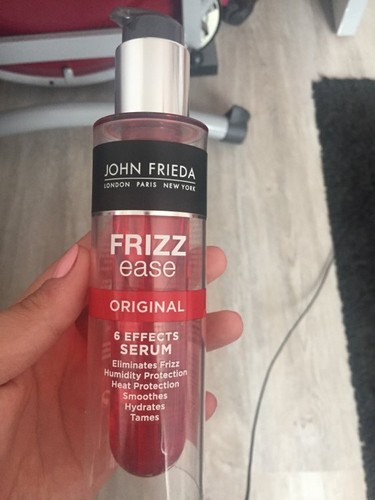 JOHN FRIEDA
LONDON PARIS NEW YORK
FRIZZ
ease
ORIGINAL
6 EFFECTS
SERUM
Eliminates Frizz
Humidity Protection
Heat Protection
Smoothes
Hydrates
Tames